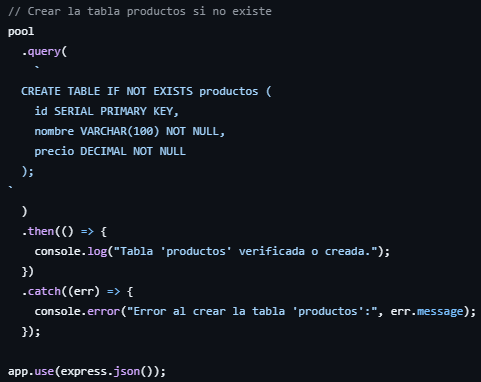 // Crear la tabla productos si no existe
pool
  .query(
    `
  CREATE TABLE IF NOT EXISTS productos (
    id SERIAL PRIMARY KEY,
    nombre VARCHAR(100) NOT NULL,
    precio DECIMAL NOT NULL
  );
`
  )
  .then(() => {
    console.log("Tabla 'productos' verificada o creada.");
  })
  .catch((err) => {
    console.error("Error al crear la tabla 'productos':", err.message);
  });

app.use(express.json());